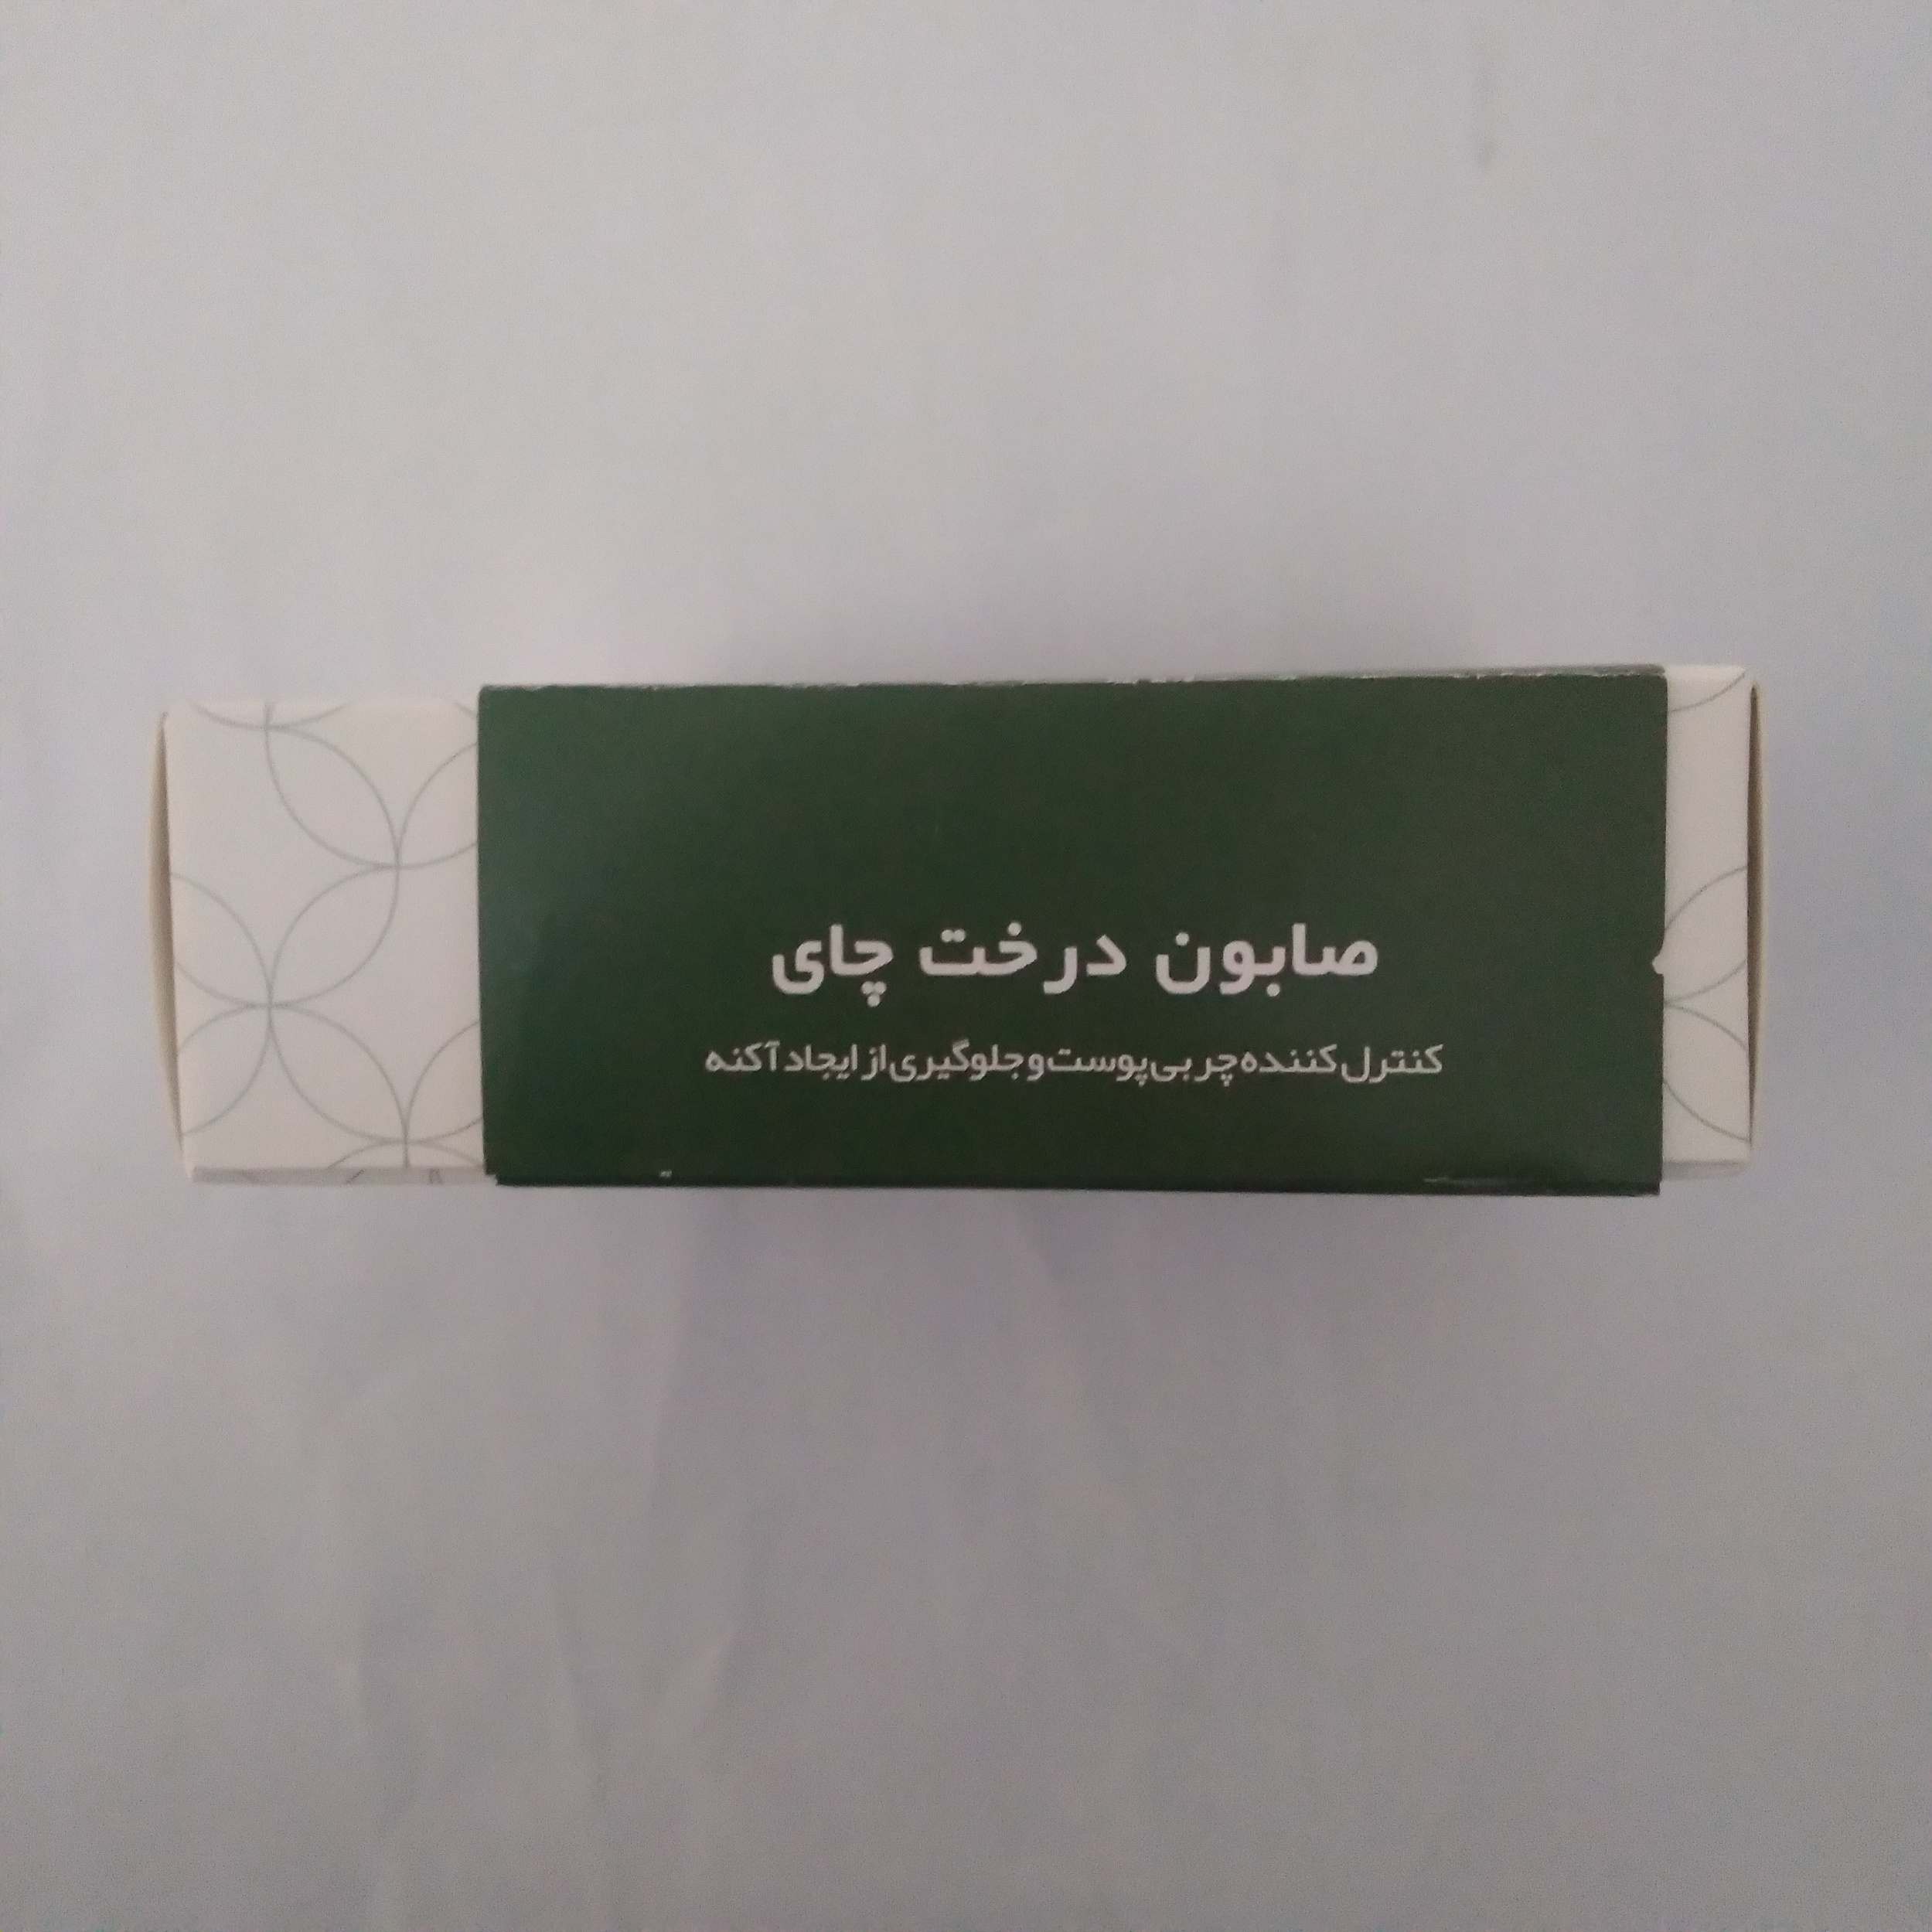 صابون درخت چای
کنترل کننده چربی پوست و جلوگیری از ایجاد آکنه